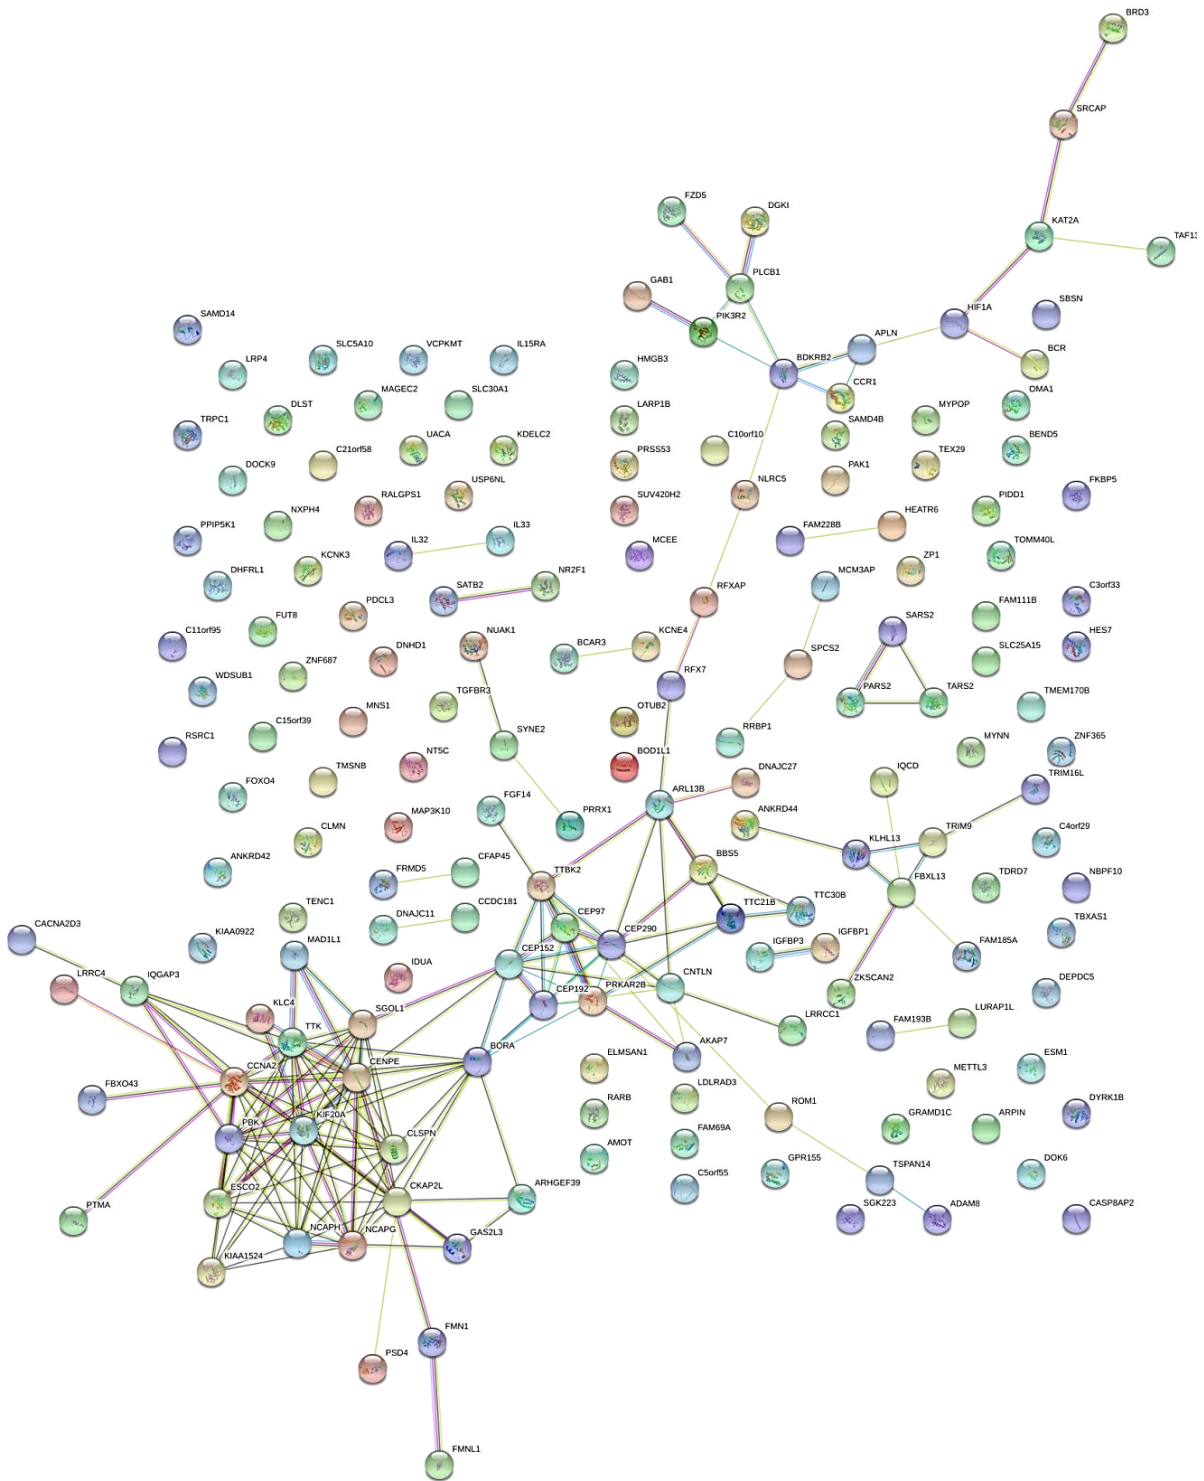 BRD3
SRCAP
FZD5
DGKI
KAT2A
TAF13
PLCB1
GAB1
SBSN
HIF1A
SAMD14
PIK3R2
APLN
SLC5A10
VCPKMT
IL15RA
BDKRB2
BCR
LRP4
HMGB3
CCR1
MAGEC2
SLC30A1
OMA1
DLST
LARP1B
MYPOP
TRPC1
SAMD4B
UACA
KDELC2
C10orf10
BEND5
C21orf58
PRSS53
TEX29
DOCK9
PAK1
USP6NL
NLRC5
FKBP5
RALGPS1
SUV420H2
PIDD1
NXPH4
HEATR6
PPIP5K1
IL32
IL33
FAM228B
MCEE
TOMM40L
KCNK3
ZP1
DHFRL1
NR2F1
MCM3AP
SATB2
C3orf33
PDCL3
RFXAP
FAM111B
FUT8
SARS2
C11orf95
NUAK1
KCNE4
HES7
DNHD1
BCAR3
SPCS2
SLC25A15
ZNF687
RFX7
WDSUB1
PARS2
TARS2
TGFBR3
OTUB2
TMEM170B
MNS1
C15orf39
SYNE2
RRBP1
RSRC1
MYNN
ZNF365
NT5C
BOD1L1
TMSNB
DNAJC27
IQCD
TRIM16L
FOXO4
FGF14
ARL13B
MAP3K10
PRRX1
ANKRD44
CLMN
TRIM9
C4orf29
KLHL13
ANKRD42
FRMD5
CFAP45
TTBK2
BBS5
FBXL13
TDRD7
NBPF10
TENC1
DNAJC11
CCDC181
CEP97
TTC21B
TTC30B
CACNA2D3
KIAA0922
CEP290
IGFBP1
TBXAS1
MAD1L1
CEP152
IGFBP3
FAM185A
IDUA
LRRC4
IQGAP3
CEP192
PRKAR2B
CNTLN
ZKSCAN2
DEPDC5
KLC4
SGOL1
LURAP1L
TTK
LRRCC1
FAM193B
BORA
AKAP7
CCNA2
CENPE
ELMSAN1
ESM1
FBXO43
LDLRAD3
METTL3
RARB
ROM1
PBK
KIF20A
GRAMD1C
ARPIN
DYRK1B
CLSPN
FAM69A
AMOT
GPR155
DOK6
ESCO2
CKAP2L
ARHGEF39
C5orf55
TSPAN14
PTMA
SGK223
ADAM8
CASP8AP2
NCAPH
NCAPG
GAS2L3
KIAA1524
FMN1
PSD4
FMNL1